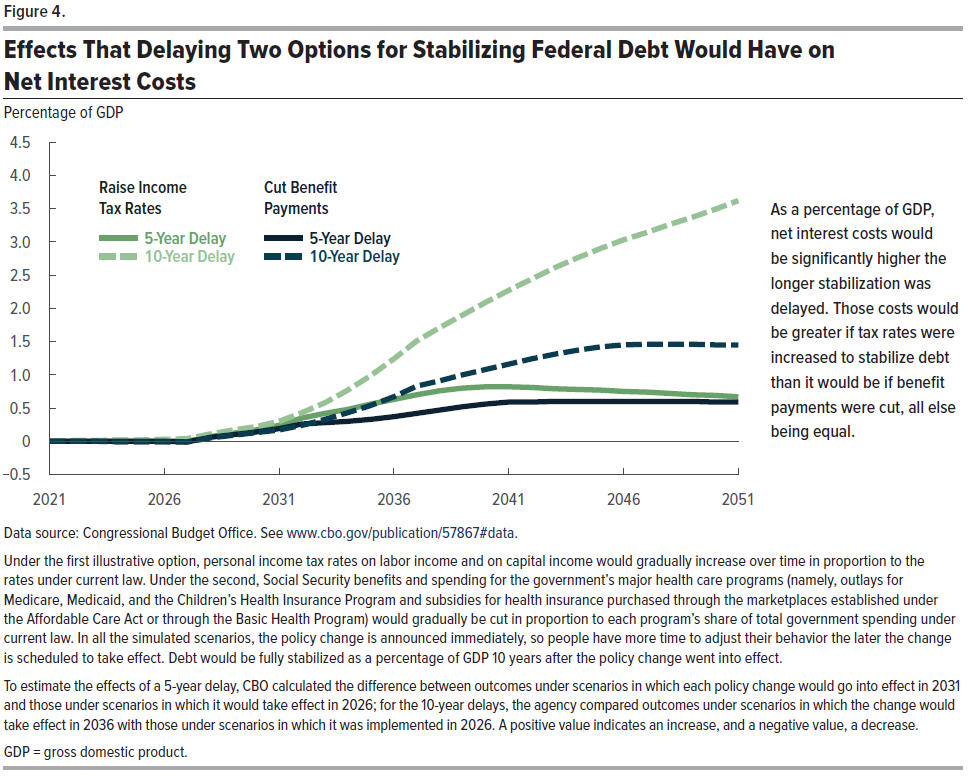 Figure 4.
Effects That Delaying Two Options for Stabilizing Federal Debt Would Have on
Net Interest Costs
Percentage of GDP
4.5
4.0
3.5
3.0
2.5
2.0
1.5
1.0
0.5
0
−0.5
Raise Income
Tax Rates
5-Year Delay
10-Year Delay
Cut Benefit
Payments
5-Year Delay
10-Year Delay
As a percentage of GDP,
net interest costs would
be significantly higher the
longer stabilization was
delayed. Those costs would
be greater if tax rates were
increased to stabilize debt
than it would be if benefit
payments were cut, all else
being equal.
2021 2026 2031 2036 2041 2046 2051
Data source: Congressional Budget Office. See www.cbo.gov/publication/57867#data.
Under the first illustrative option, personal income tax rates on labor income and on capital income would gradually increase over time in proportion to the
rates under current law. Under the second, Social Security benefits and spending for the government's major health care programs (namely, outlays for
Medicare, Medicaid, and the Children's Health Insurance Program and subsidies for health insurance purchased through the marketplaces established under
the Affordable Care Act or through the Basic Health Program) would gradually be cut in proportion to each program's share of total government spending under
current law. In all the simulated scenarios, the policy change is announced immediately, so people have more time to adjust their behavior the later the change
is scheduled to take effect. Debt would be fully stabilized as a percentage of GDP 10 years after the policy change went into effect.
To estimate the effects of a 5-year delay, CBO calculated the difference between outcomes under scenarios in which each policy change would go into effect in 2031
and those under scenarios in which it would take effect in 2026; for the 10-year delays, the agency compared outcomes under scenarios in which the change would
take effect in 2036 with those under scenarios in which it was implemented in 2026. A positive value indicates an increase, and a negative value, a decrease.
GDP = gross domestic product.